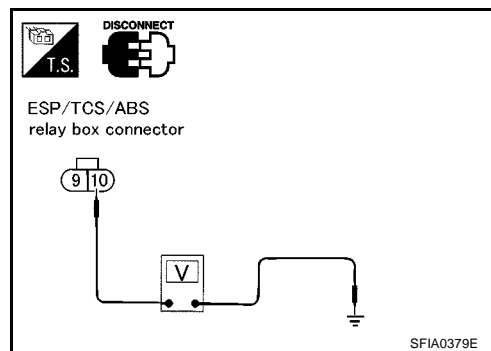 DISCONNECT
T.S.
ESP/TCS/ABS
relay box connector
9 10
V
SFIA0379E